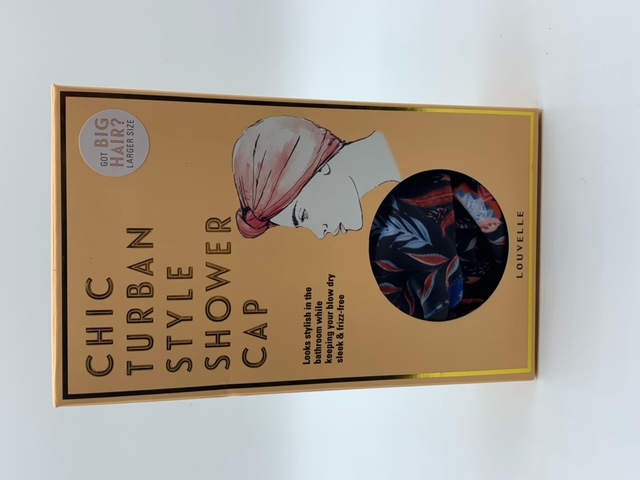 GOT BIG
HAIR?
LARGER SIZE
CHIC
TURBAN
STYLE
SHOWER
CAP
Looks stylish in the
bathroom while
keeping your blow dry
sleek & frizz-free
LOUVELLE